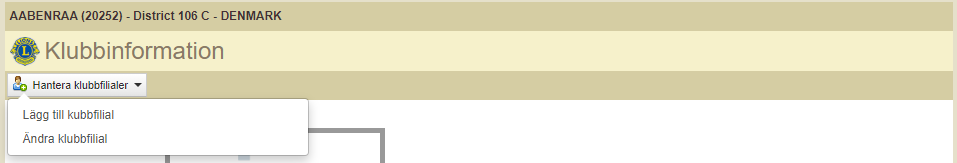 AABENRAA (20252) - District 106 C - DENMARK
Klubbinformation
Hantera klubbfilialer
Lägg till kubbfilial
Ändra klubbfilial